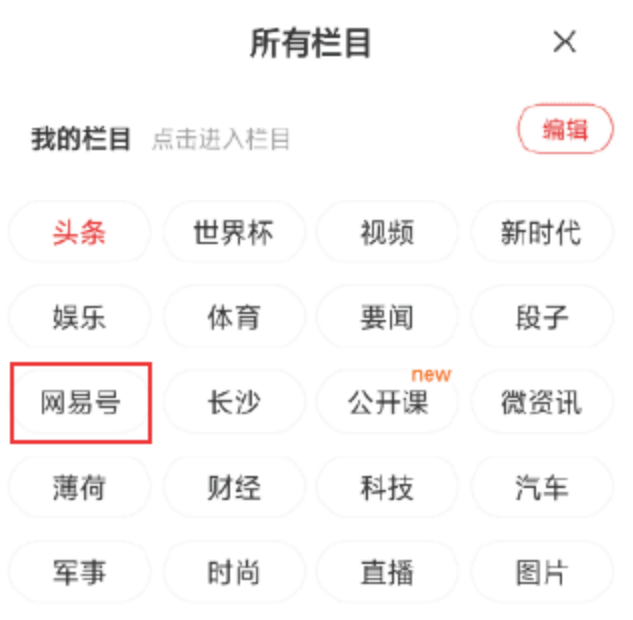 所有栏目
我的栏目 点击进入栏目 编辑
头条 世界杯 视频 新时代
娱乐 体育 要闻 段子
new
网易号 长沙 公开课 微资讯
薄荷 财经 科技 汽车
军事 时尚 直播 图片